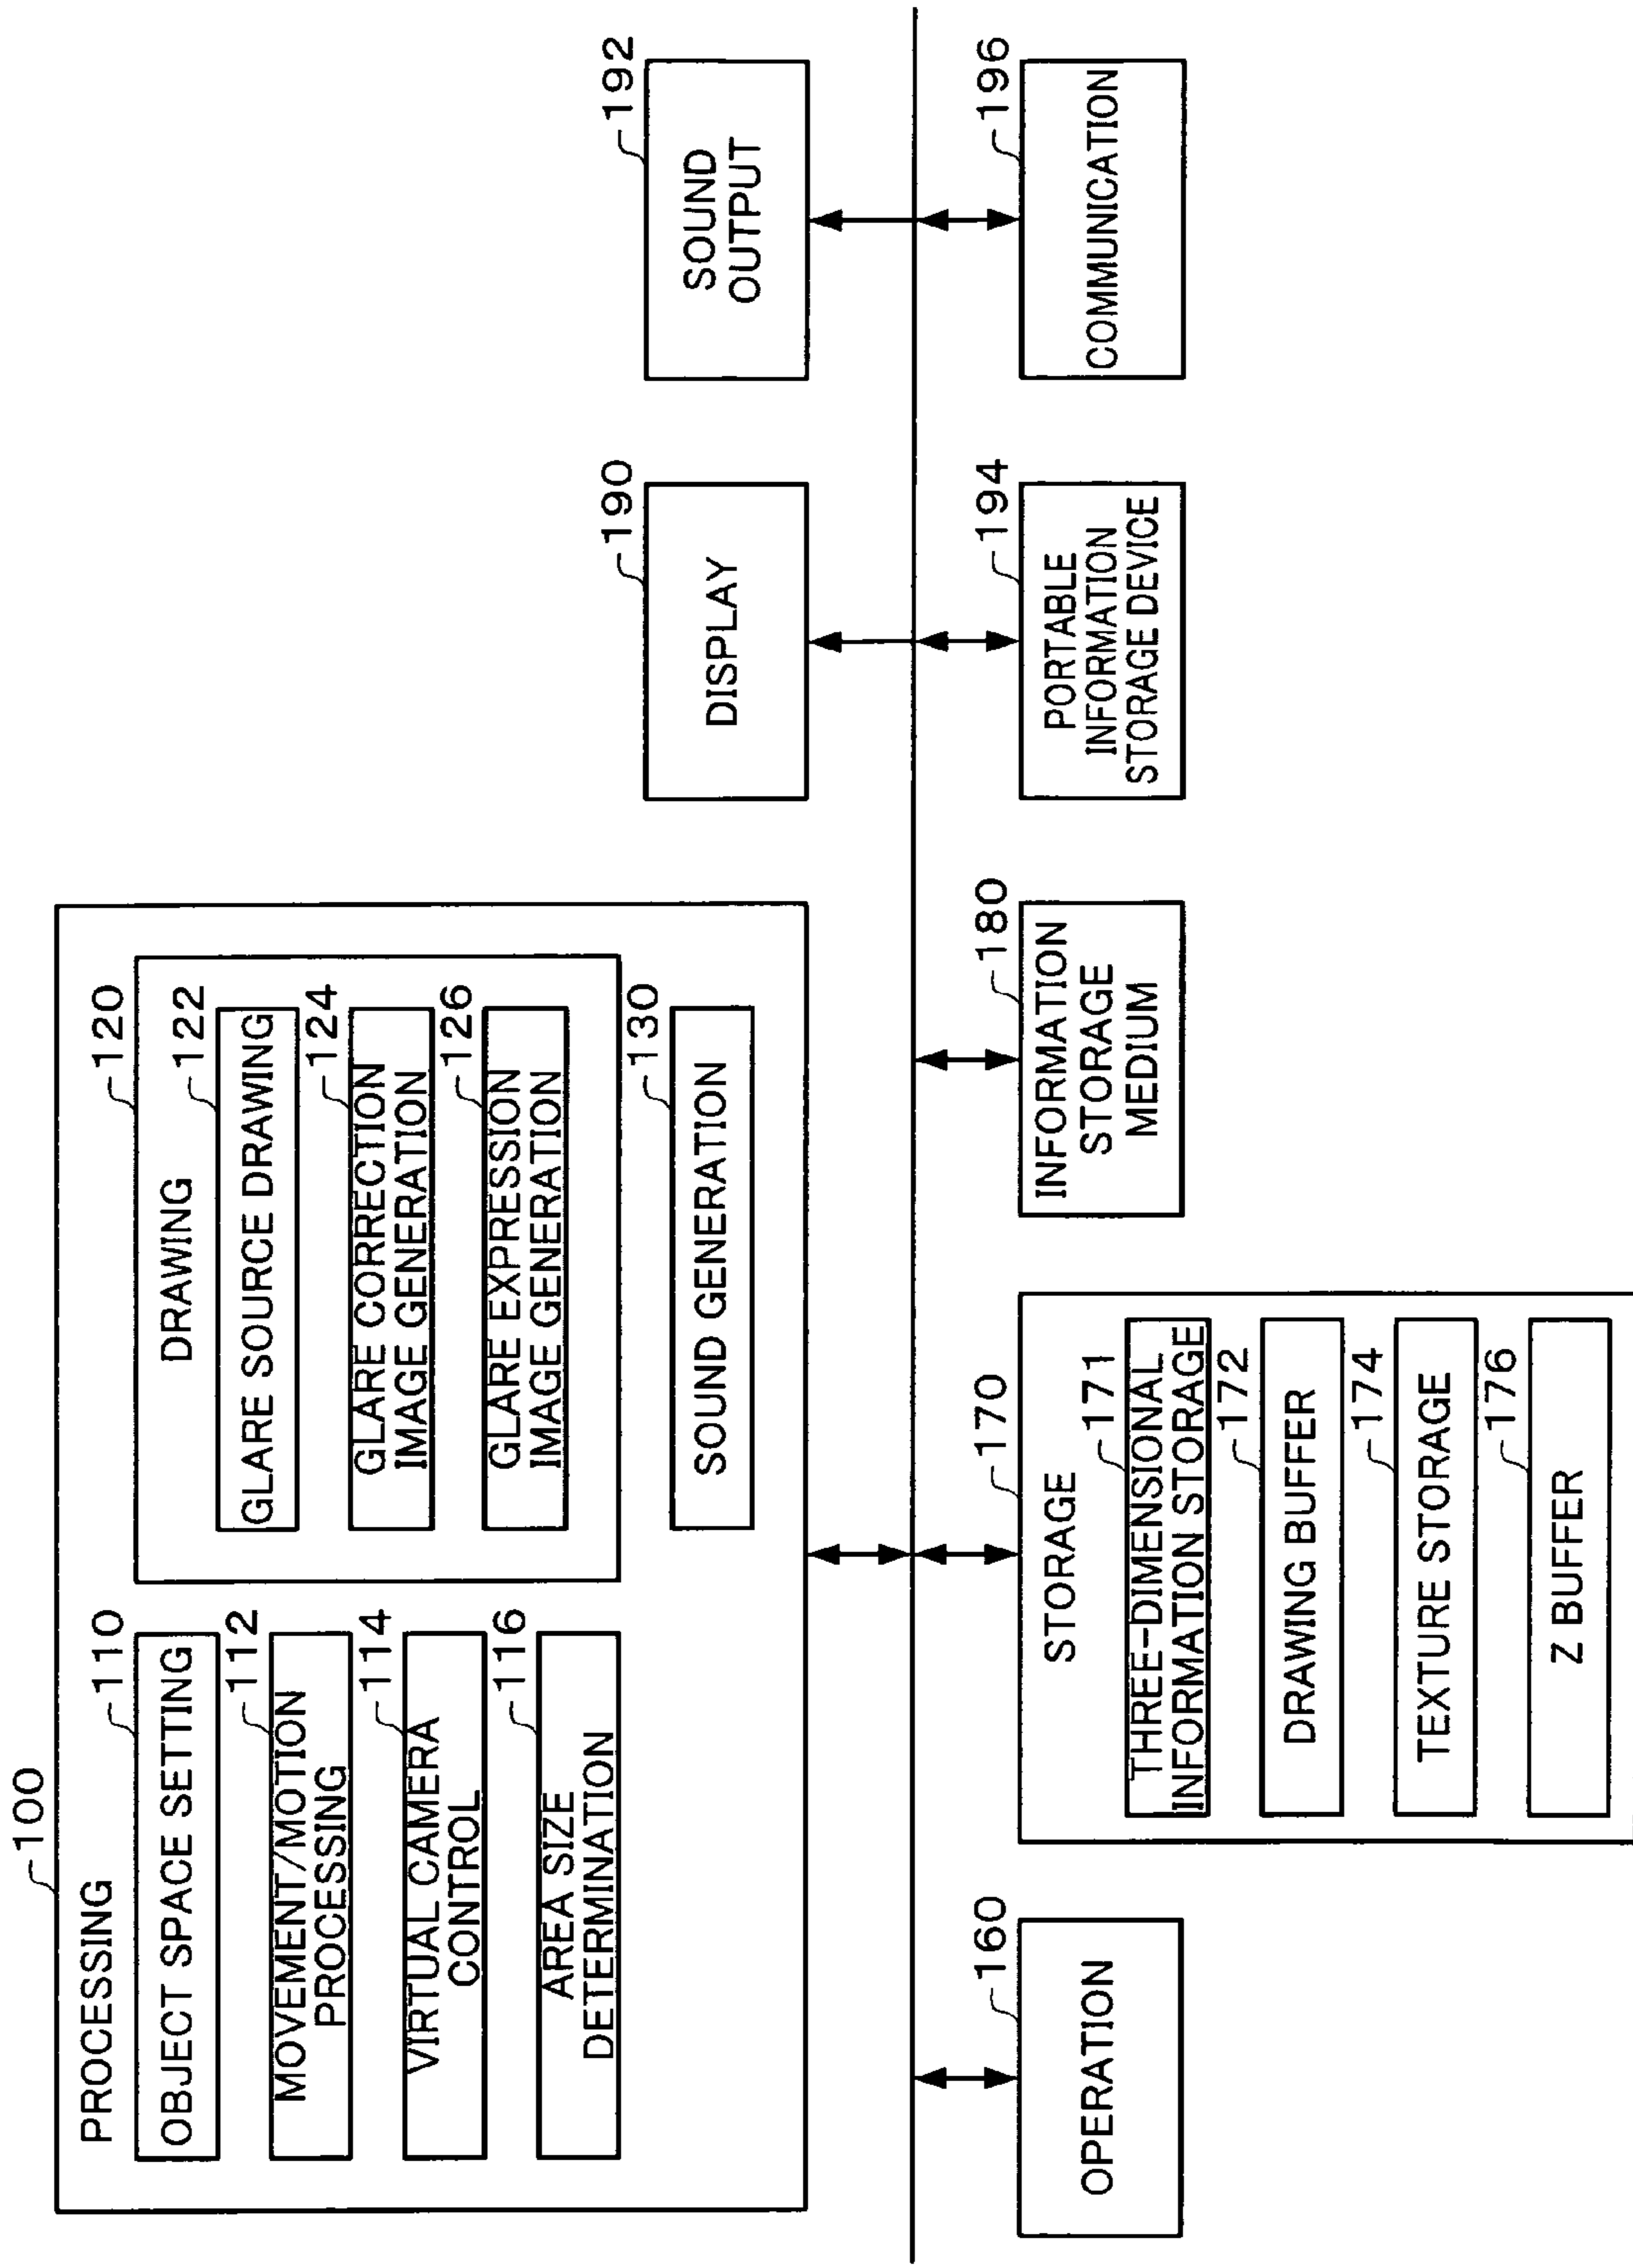 100
PROCESSING
110
OBJECT SPACE SETTING
112
MOVEMENT/MOTION
PROCESSING
114
VIRTUAL CAMERA
CONTROL
116
AREA SIZE
DETERMINATION
120
DRAWING
122
GLARE SOURCE DRAWING
124
GLARE CORRECTION
IMAGE GENERATION
126
GLARE EXPRESSION
IMAGE GENERATION
130
SOUND GENERATION
190
DISPLAY
192
SOUND
OUTPUT
160
OPERATION
170
STORAGE
171
THREE-DIMENSIONAL
INFORMATION STORAGE
172
DRAWING BUFFER
174
TEXTURE STORAGE
176
Z BUFFER
180
INFORMATION
STORAGE
MEDIUM
194
PORTABLE
INFORMATION
STORAGE DEVICE
196
COMMUNICATION